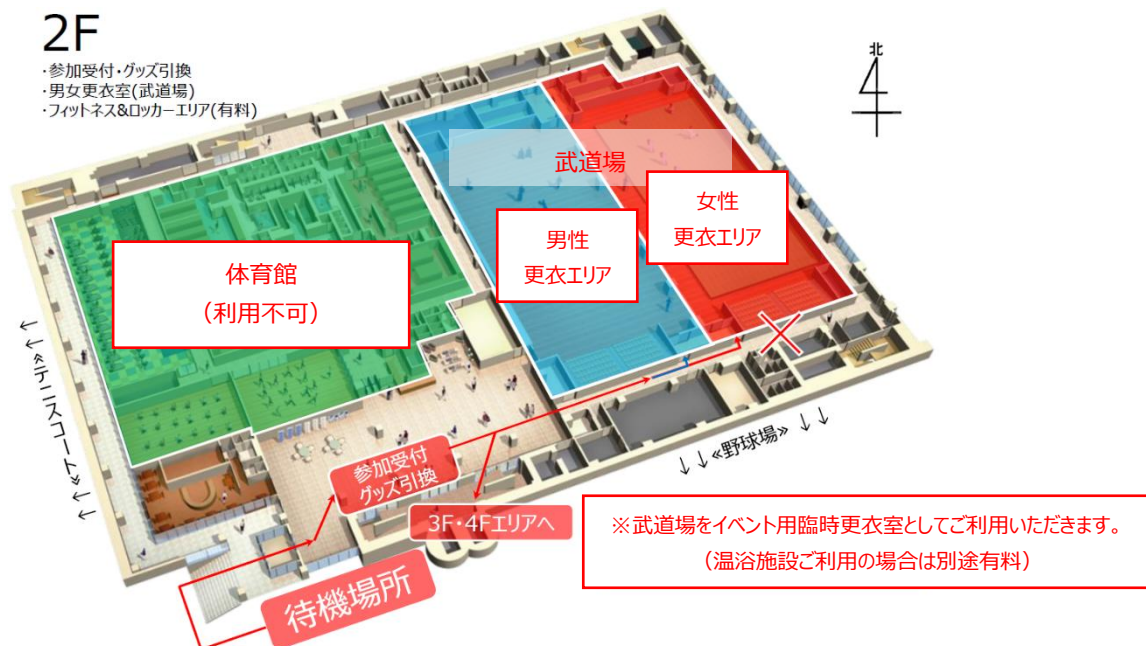 2F
・参加受付・グッズ引換
・男女更衣室(武道場)
・フィットネス&ロッカーエリア(有料)
北
武道場
女性
更衣エリア
男性
更衣エリア
体育館
（利用不可）
←←≪テニスコート≫←←
↓↓≪野球場≫↓↓
参加受付
グッズ引換
3F・4Fエリアへ
待機場所
※武道場をイベント用臨時更衣室としてご利用いただきます。
（温浴施設ご利用の場合は別途有料）